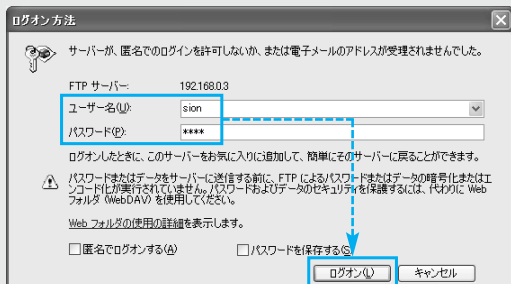 ログオン方法
サーバーが、匿名でのログインを許可しないか、または電子メールのアドレスが受理されませんでした。
FTP サーバー: 192.168.0.3
ユーザー名(U): sion
パスワード(P): ****
ログオンしたときに、このサーバーをお気に入りに追加して、簡単にそのサーバーに戻ることができます。
パスワードまたはデータをサーバーに送信する前に、FTP によるパスワードまたはデータの暗号化またはエ
ンコード化が実行されていません。パスワードおよびデータのセキュリティを保護するには、代わりに Web
フォルダ (WebDAV) を使用してください。
Web フォルダの使用の詳細を表示します。
匿名でログオンする(A) パスワードを保存する(S)
ログオン(L) キャンセル